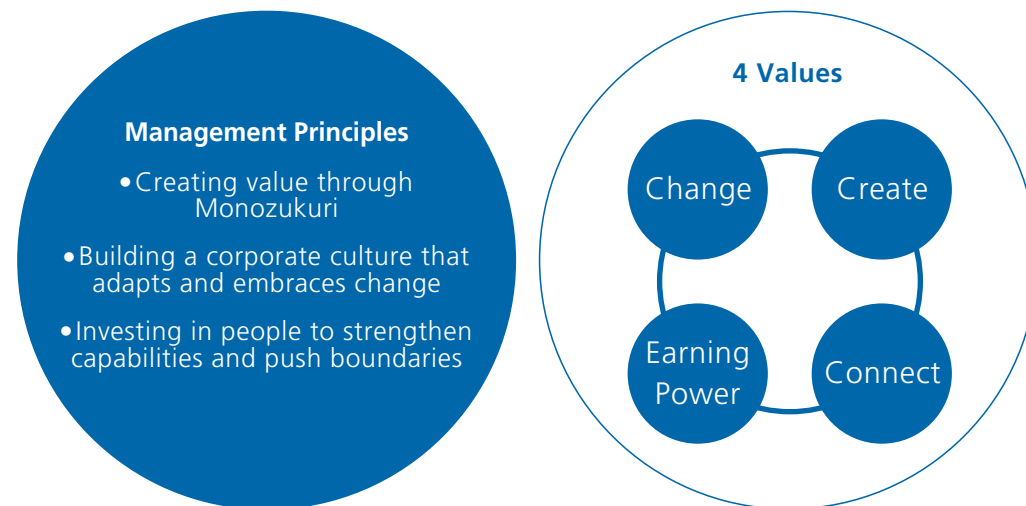 Management Principles
•Creating value through
Monozukuri
•Building a corporate culture that
adapts and embraces change
•Investing in people to strengthen
capabilities and push boundaries
4 Values
Change
Create
Earning
Power
Connect